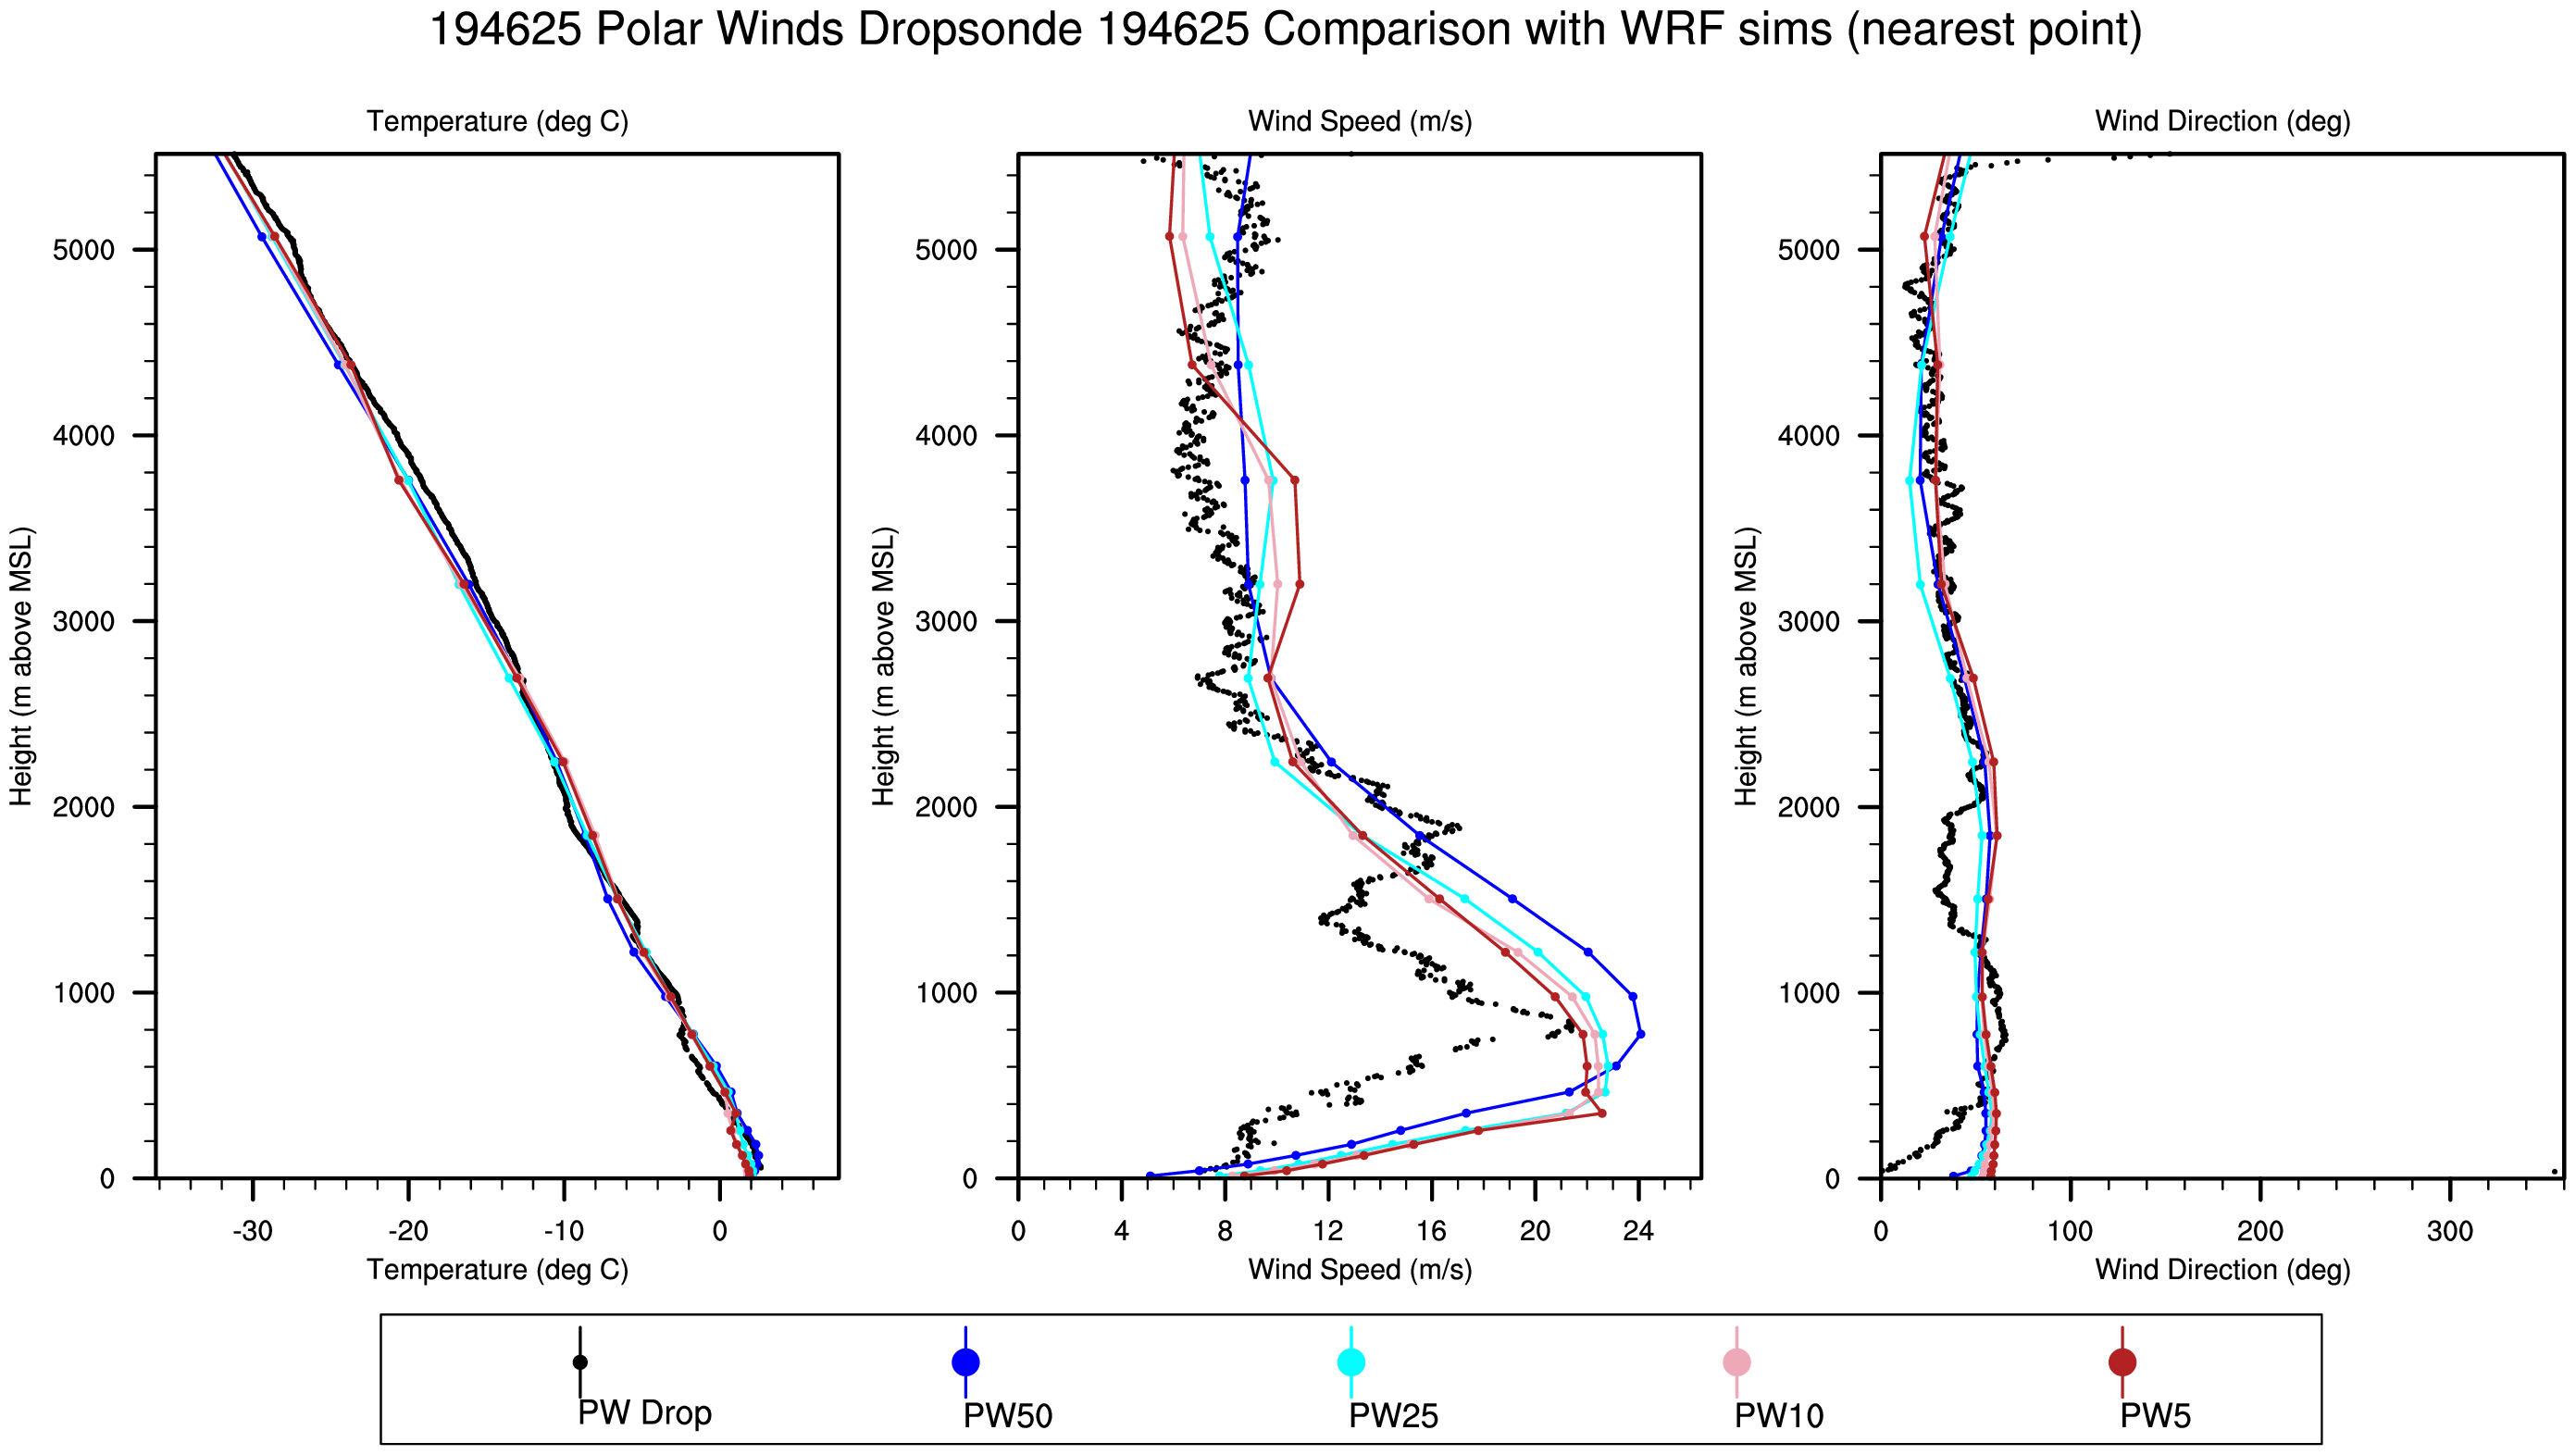 194625 Polar Winds Dropsonde 194625 Comparison with WRF sims (nearest point)
Temperature (deg C)
Wind Speed (m/s)
Wind Direction (deg)
Height (m above MSL)
5000
4000
3000
2000
1000
0
-30 -20 -10 0
Temperature (deg C)
Height (m above MSL)
5000
4000
3000
2000
1000
0
0 4 8 12 16 20 24
Wind Speed (m/s)
Height (m above MSL)
5000
4000
3000
2000
1000
0
0 100 200 300
Wind Direction (deg)
PW Drop PW50 PW25 PW10 PW5